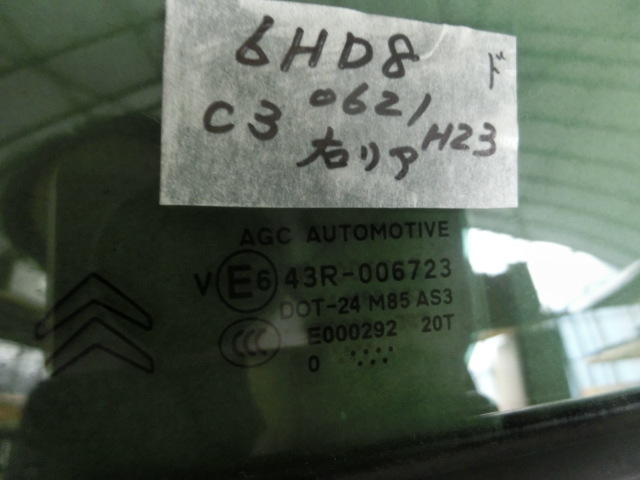 6HD8 ド
C3 0621
右リア H23
AGC AUTOMOTIVE
V E6 43R-006723
DOT-24 M85 AS3
CCC E000292 20T
0